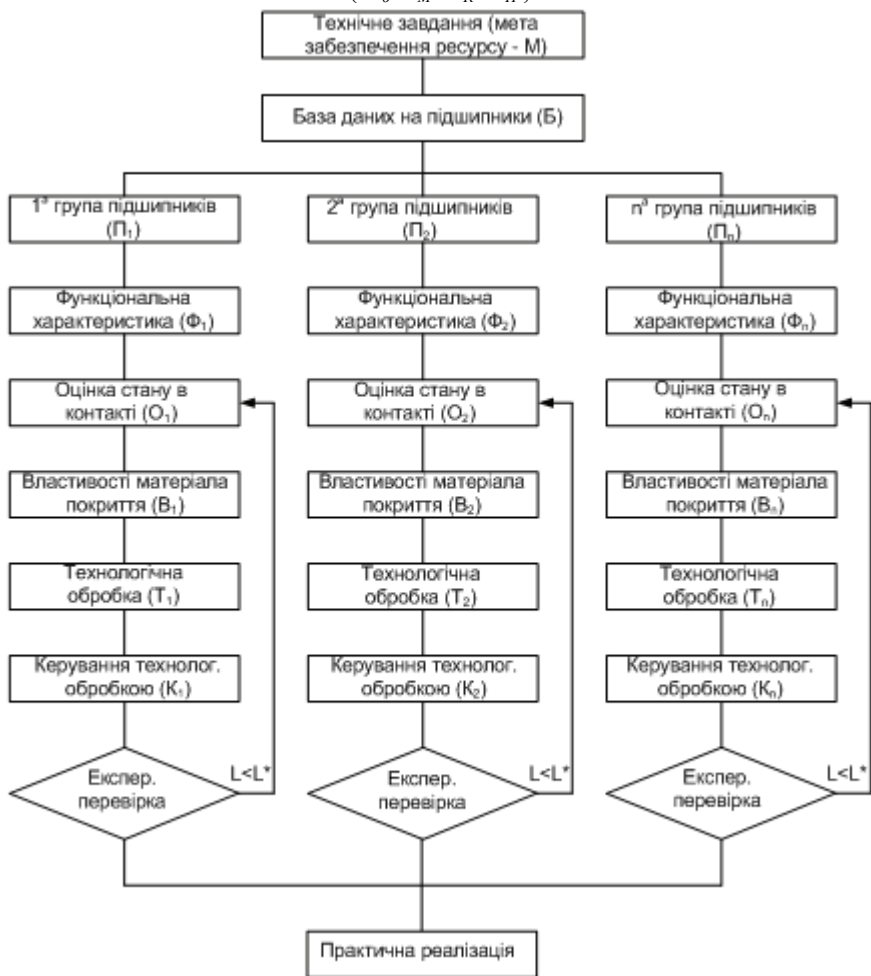 Технічне завдання (мета
забезпечення ресурсу - М)
База даних на підшипники (Б)
1ª група підшипників
(П₁)
2ª група підшипників
(П₂)
nª група підшипників
(Пₙ)
Функціональна
характеристика (Ф₁)
Функціональна
характеристика (Ф₂)
Функціональна
характеристика (Фₙ)
Оцінка стану в
контакті (О₁)
Оцінка стану в
контакті (О₂)
Оцінка стану в
контакті (Оₙ)
Властивості матеріала
покриття (В₁)
Властивості матеріала
покриття (В₂)
Властивості матеріала
покриття (Вₙ)
Технологічна
обробка (Т₁)
Технологічна
обробка (Т₂)
Технологічна
обробка (Тₙ)
Керування технолог.
обробкою (К₁)
Керування технолог.
обробкою (К₂)
Керування технолог.
обробкою (Кₙ)
Експер.
перевірка
L<L*
Експер.
перевірка
L<L*
Експер.
перевірка
L<L*
Практична реалізація